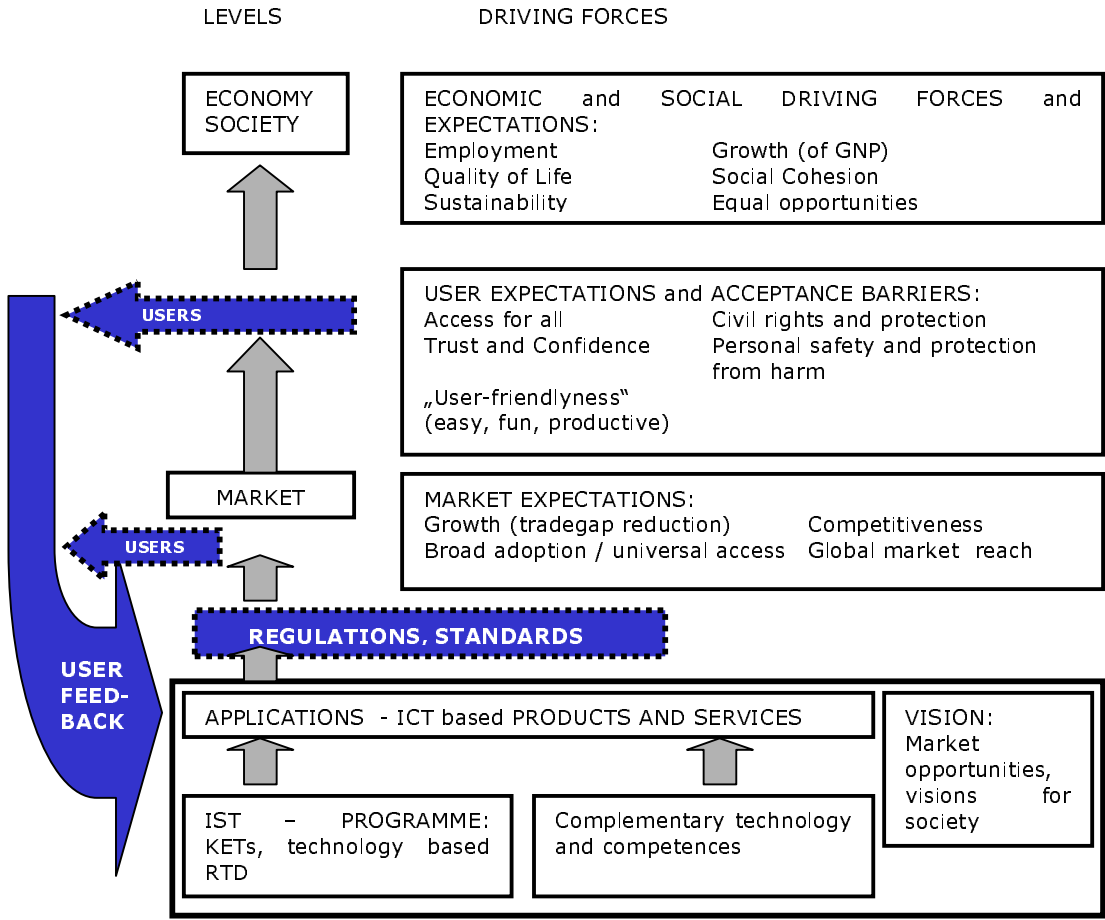 LEVELS
DRIVING FORCES
ECONOMY
SOCIETY
ECONOMIC and SOCIAL DRIVING FORCES and
EXPECTATIONS:
Employment
Growth (of GNP)
Quality of Life
Social Cohesion
Sustainability
Equal opportunities
USERS
USER EXPECTATIONS and ACCEPTANCE BARRIERS:
Access for all
Civil rights and protection
Trust and Confidence
Personal safety and protection
from harm
„User-friendlyness“
(easy, fun, productive)
MARKET
MARKET EXPECTATIONS:
Growth (tradegap reduction)
Competitiveness
Broad adoption / universal access
Global market reach
USERS
REGULATIONS, STANDARDS
USER
FEED-
BACK
APPLICATIONS - ICT based PRODUCTS AND SERVICES
VISION:
Market
opportunities,
visions for
society
IST – PROGRAMME:
KETs, technology based
RTD
Complementary technology
and competences